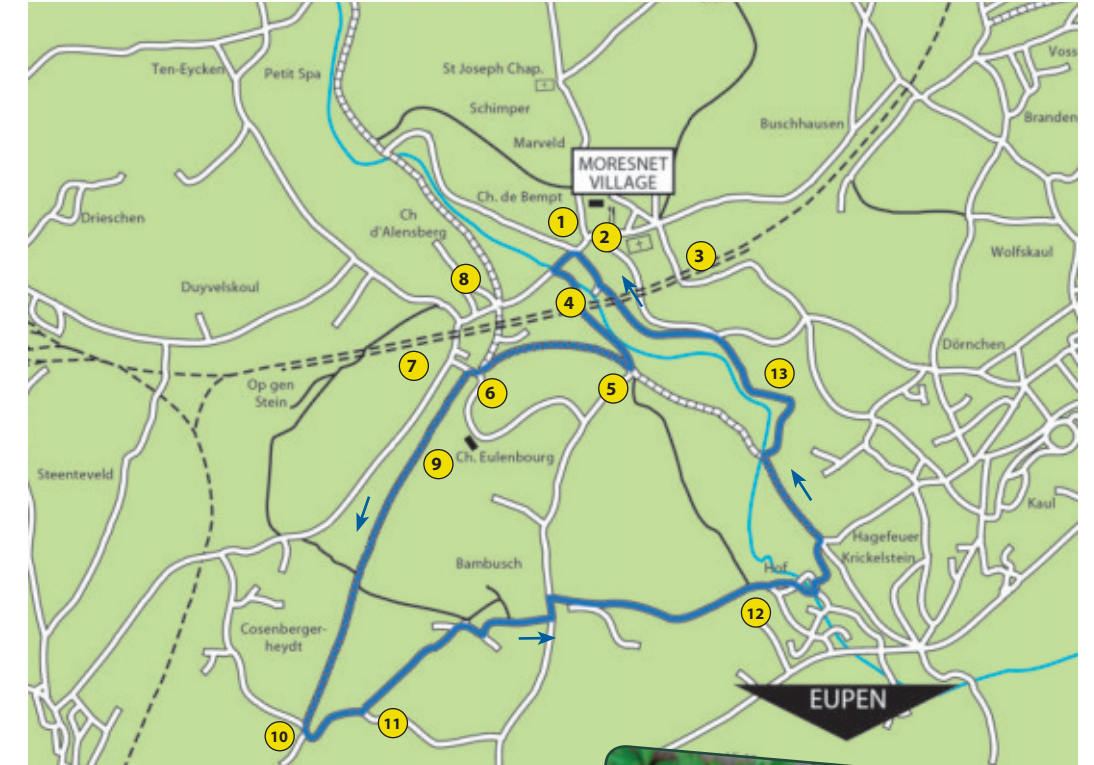 Voss
Ten-Eycken
Petit Spa
St Joseph Chap.
Schimper
Buschhausen
Branden
Marveld
MORESNET
VILLAGE
Ch. de Bempt
Drieschen
Ch
d'Alensberg
1
2
3
Wolfskaul
8
Duyvelskoul
4
Dörnchen
7
13
Op gen
Stein
6
5
9
Ch. Eulenbourg
Steenteveld
Kaul
Hagefeuer
Krickelstein
Bambusch
Hof
12
Cosenberger-
heydt
EUPEN
10
11